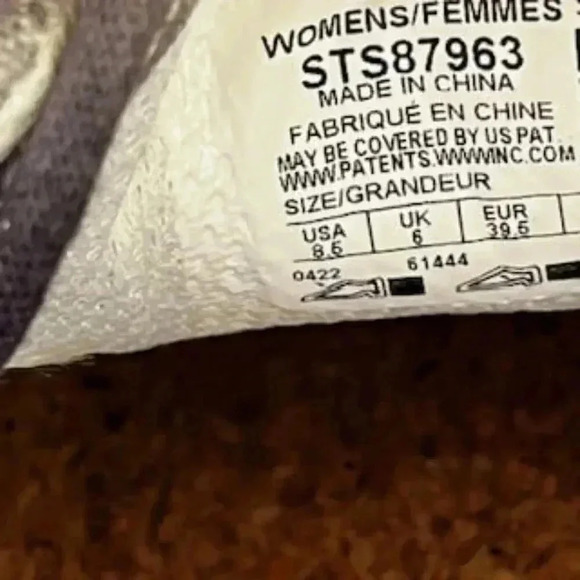 WOMENS/FEMMES
STS87963
MADE IN CHINA
FABRIQUÉ EN CHINE
MAY BE COVERED BY US PAT.
WWW.PATENTS.WWWINC.COM
SIZE/GRANDEUR
USA UK EUR
8.5 6 39.5
0422 61444